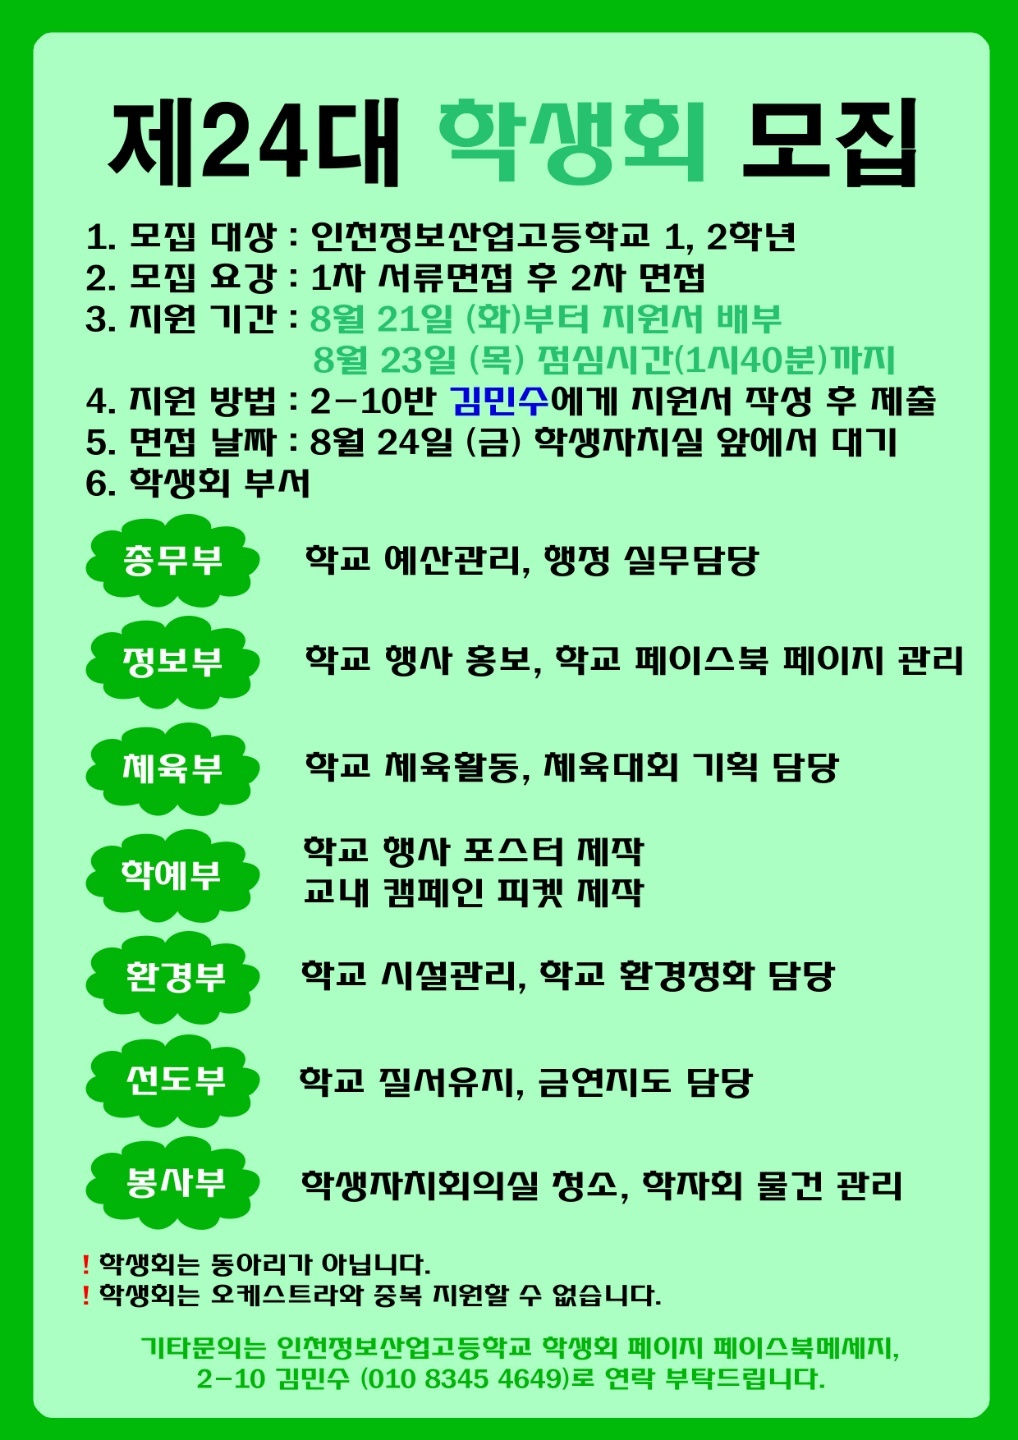 제24대 학생회 모집
1. 모집 대상 : 인천정보산업고등학교 1, 2학년
2. 모집 요강 : 1차 서류면접 후 2차 면접
3. 지원 기간 : 8월 21일 (화)부터 지원서 배부
8월 23일 (목) 점심시간(1시40분)까지
4. 지원 방법 : 2-10반 김민수에게 지원서 작성 후 제출
5. 면접 날짜 : 8월 24일 (금) 학생자치실 앞에서 대기
6. 학생회 부서
총무부 학교 예산관리, 행정 실무담당
정보부 학교 행사 홍보, 학교 페이스북 페이지 관리
체육부 학교 체육활동, 체육대회 기획 담당
학예부 학교 행사 포스터 제작
교내 캠페인 피켓 제작
환경부 학교 시설관리, 학교 환경정화 담당
선도부 학교 질서유지, 금연지도 담당
봉사부 학생자치회의실 청소, 학자회 물건 관리
! 학생회는 동아리가 아닙니다.
! 학생회는 오케스트라와 중복 지원할 수 없습니다.
기타문의는 인천정보산업고등학교 학생회 페이지 페이스북메세지,
2-10 김민수 (010 8345 4649)로 연락 부탁드립니다.